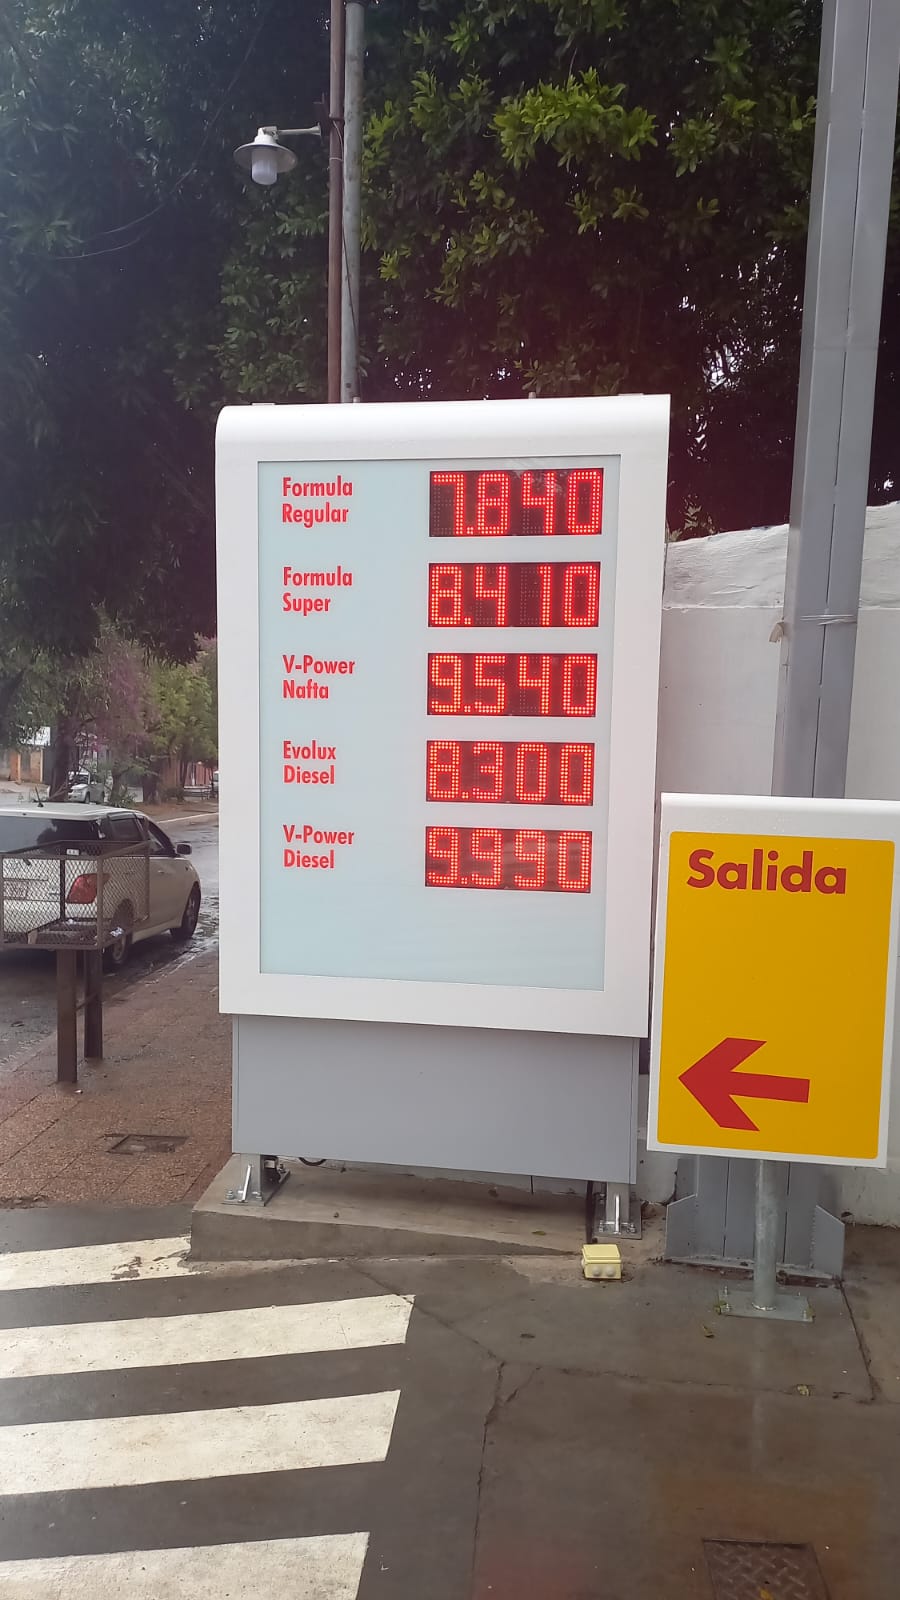 Formula
Regular
7.840
Formula
Super
8.410
V-Power
Nafta
9.540
Evolux
Diesel
8.300
V-Power
Diesel
9.990
Salida